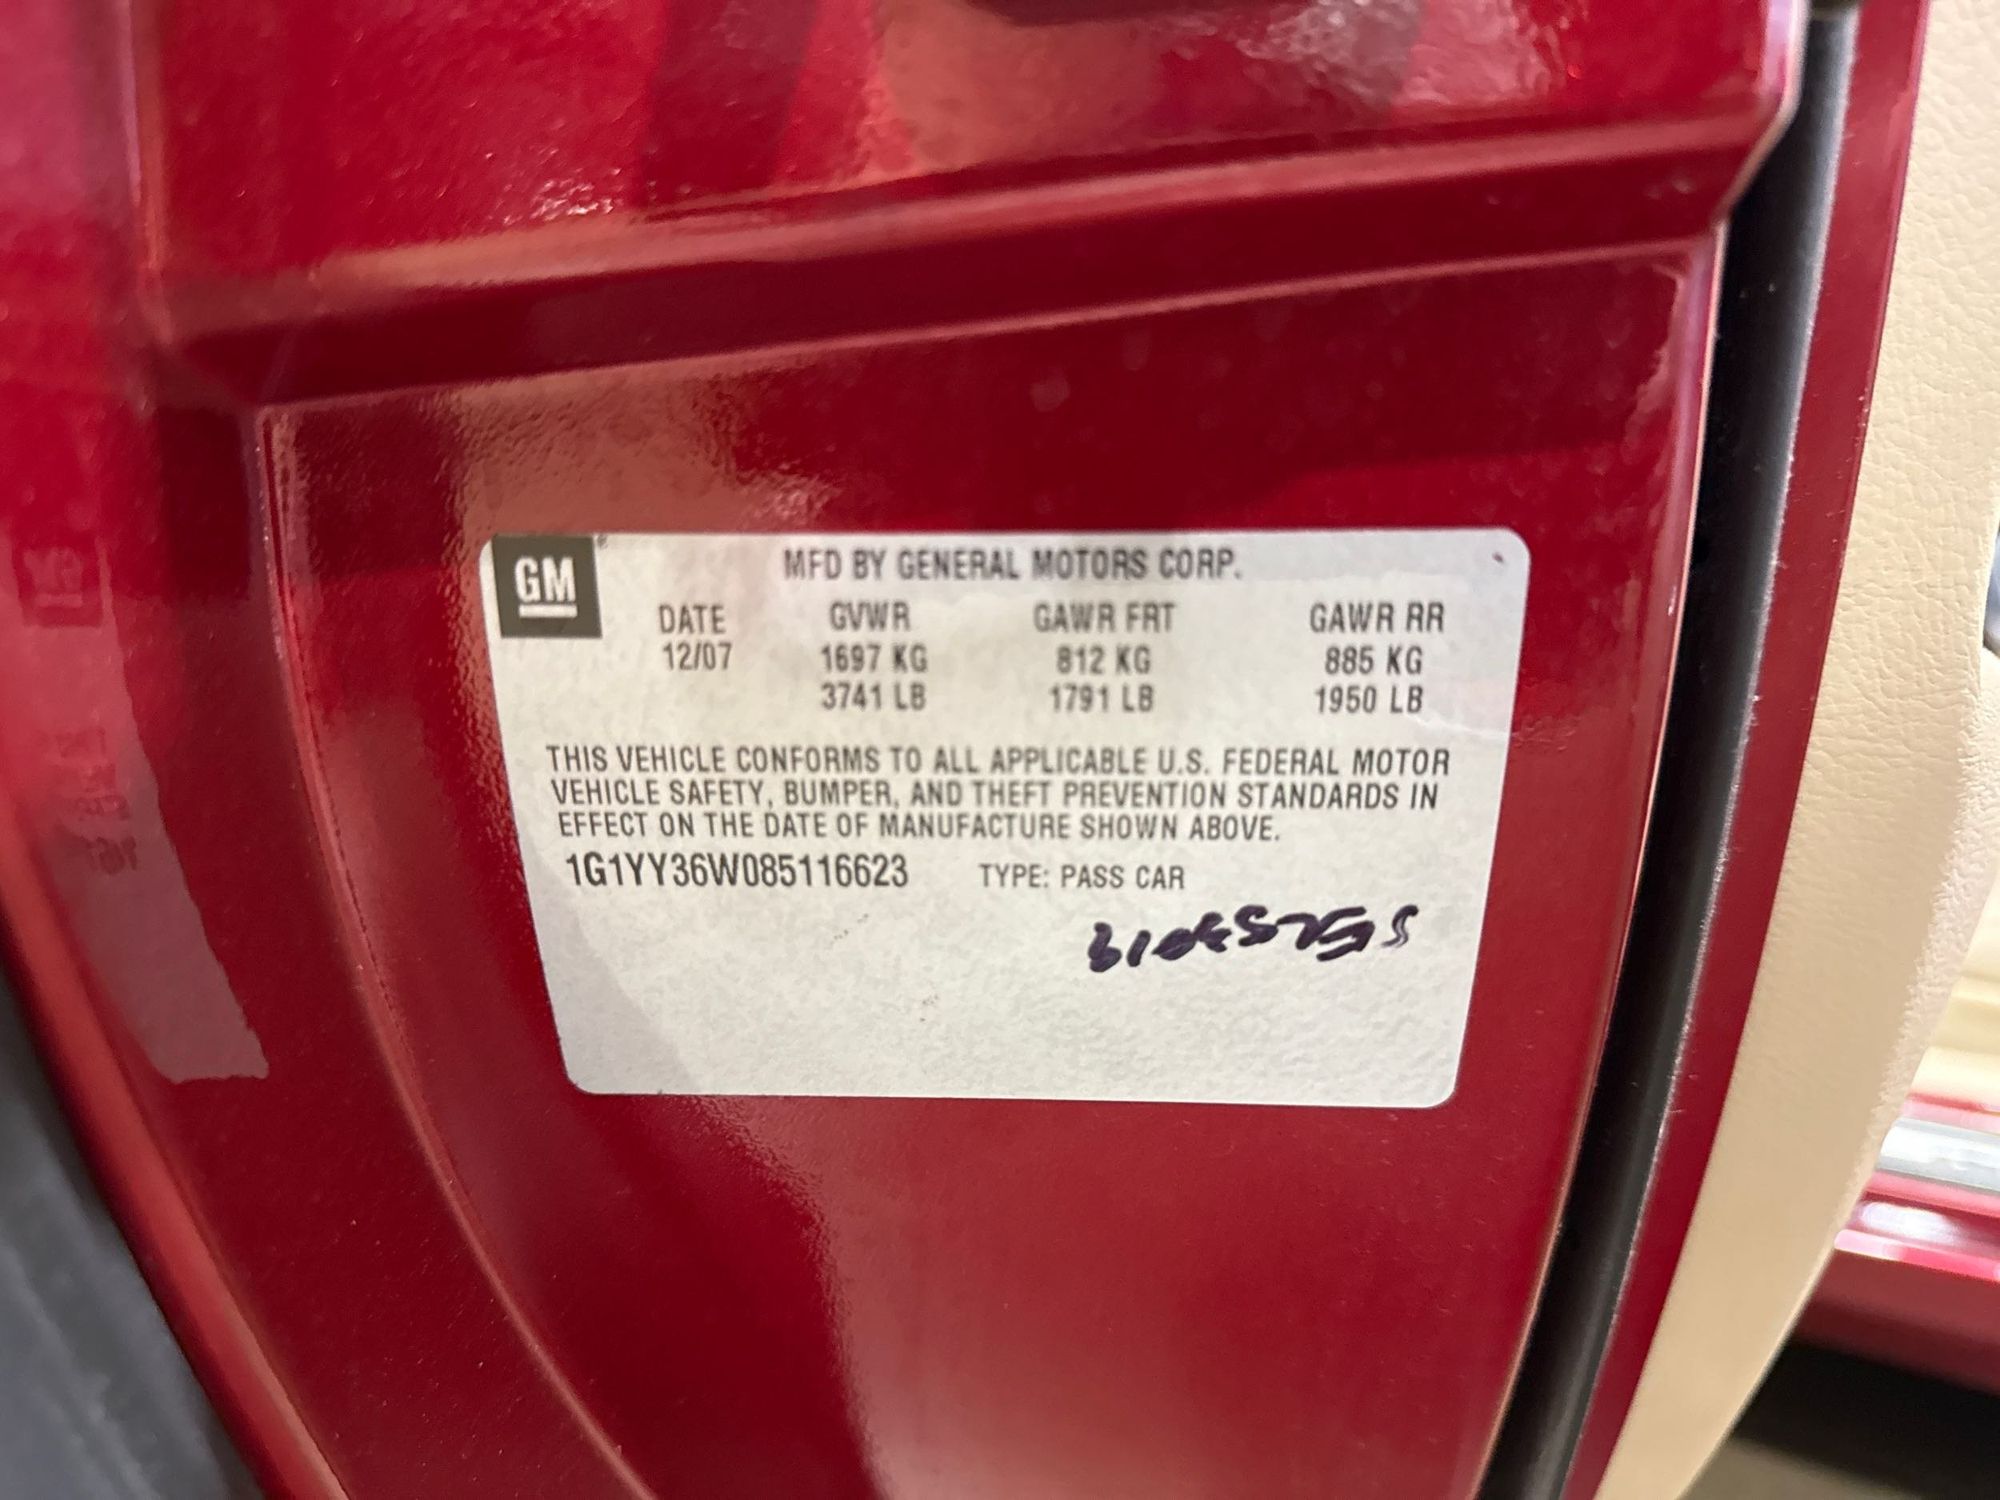 GM
MFD BY GENERAL MOTORS CORP.
DATE GVWR GAWR FRT GAWR RR
12/07 1697 KG 812 KG 885 KG
3741 LB 1791 LB 1950 LB
THIS VEHICLE CONFORMS TO ALL APPLICABLE U.S. FEDERAL MOTOR
VEHICLE SAFETY, BUMPER, AND THEFT PREVENTION STANDARDS IN
EFFECT ON THE DATE OF MANUFACTURE SHOWN ABOVE.
1G1YY36W085116623 TYPE: PASS CAR